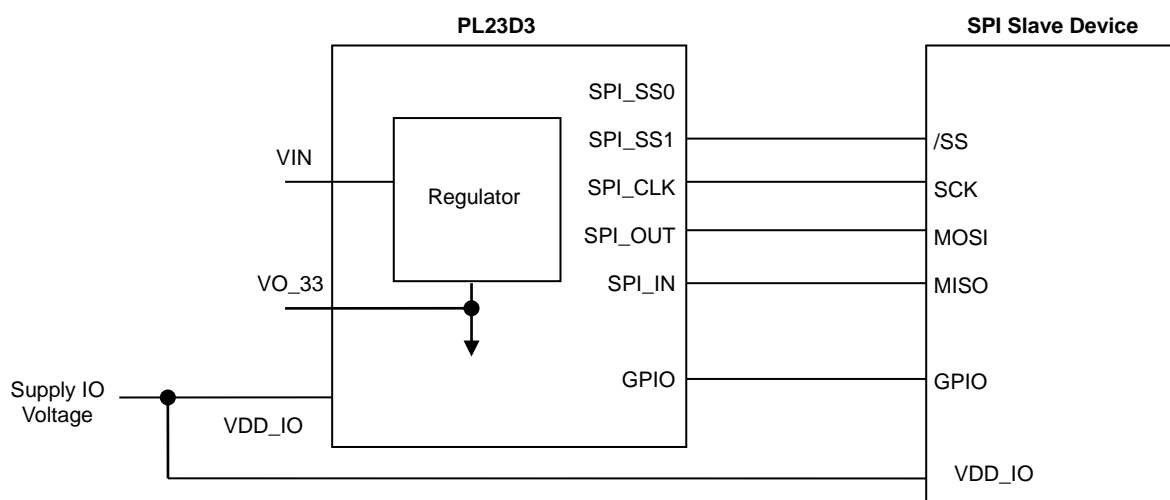 PL23D3
SPI Slave Device
SPI_SS0
SPI_SS1
/SS
VIN
SPI_CLK
SCK
Regulator
SPI_OUT
MOSI
VO_33
SPI_IN
MISO
GPIO
GPIO
Supply IO
Voltage
VDD_IO
VDD_IO